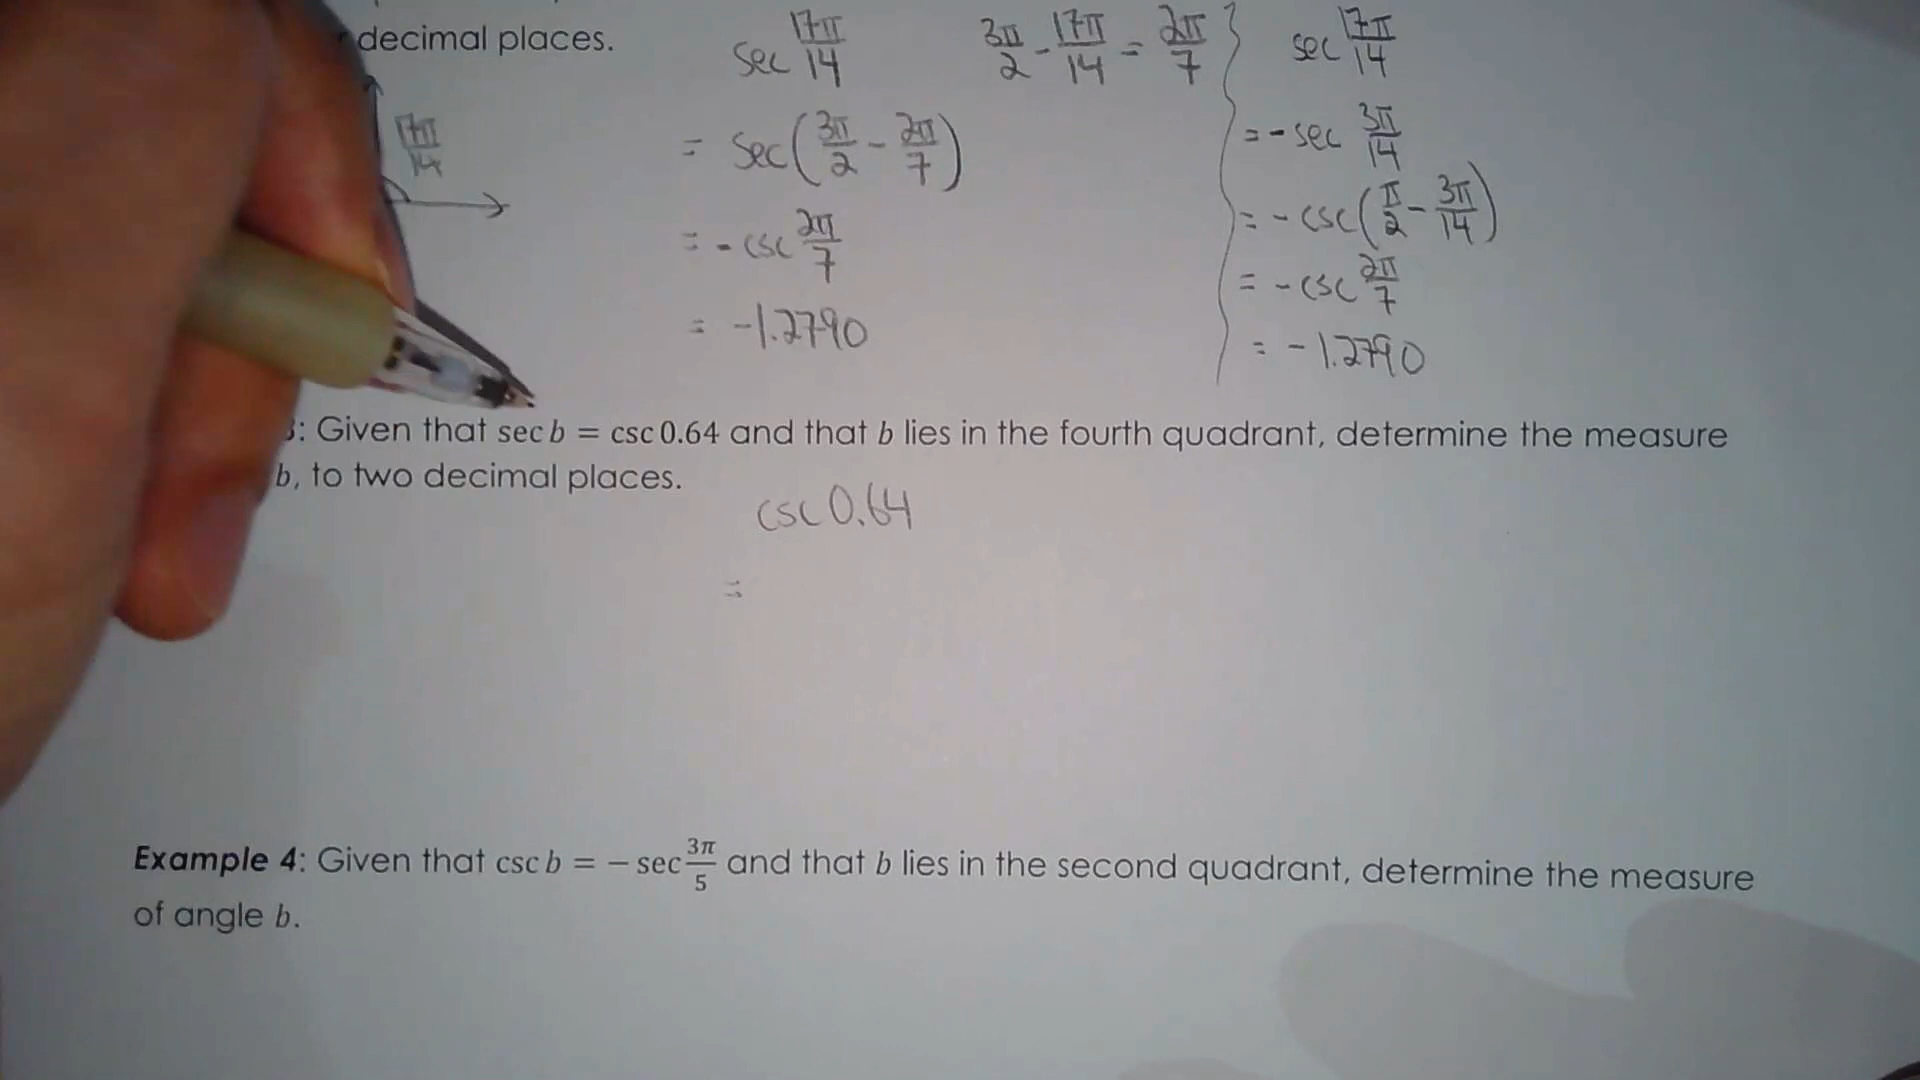 decimal places.
17π/14
sec 17π/14
= sec(3π/2 - 2π/7)
= -csc 2π/7
= -1.2790
3π/2 - 17π/14 = 2π/7
sec 17π/14
= -sec 3π/14
= -csc(π/2 - 3π/14)
= -csc 2π/7
= -1.2790
: Given that sec b = csc 0.64 and that b lies in the fourth quadrant, determine the measure
b, to two decimal places.
csc 0.64
=
Example 4: Given that csc b = − sec 3π/5 and that b lies in the second quadrant, determine the measure
of angle b.